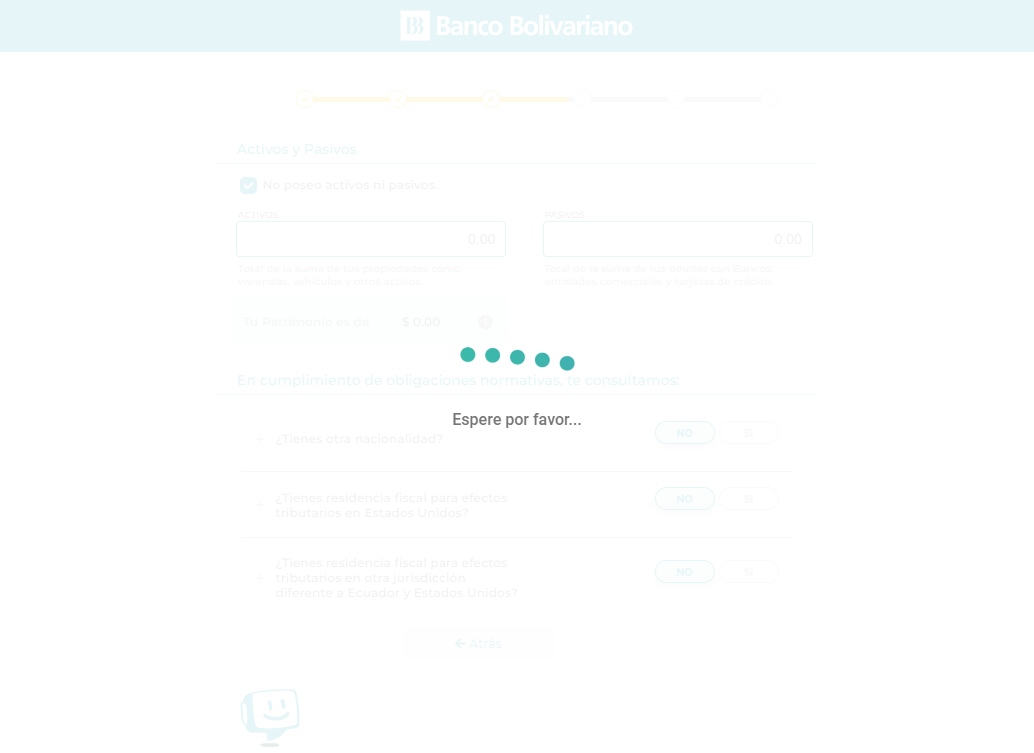 Banco Bolivariano
Activos y Pasivos
No poseo activos ni pasivos.
ACTIVOS PASIVOS
0.00 0.00
Total de la suma de tus propiedades como Total de la suma de tus deudas con Bancos,
viviendas, vehículos y otros activos. entidades comerciales y tarjetas de crédito.
Tu Patrimonio es de $ 0.00
En cumplimiento de obligaciones normativas, te consultamos:
Espere por favor...
+ ¿Tienes otra nacionalidad? NO SI
+ ¿Tienes residencia fiscal para efectos
tributarios en Estados Unidos? NO SI
+ ¿Tienes residencia fiscal para efectos
tributarios en otra jurisdicción
diferente a Ecuador y Estados Unidos? NO SI
Atrás